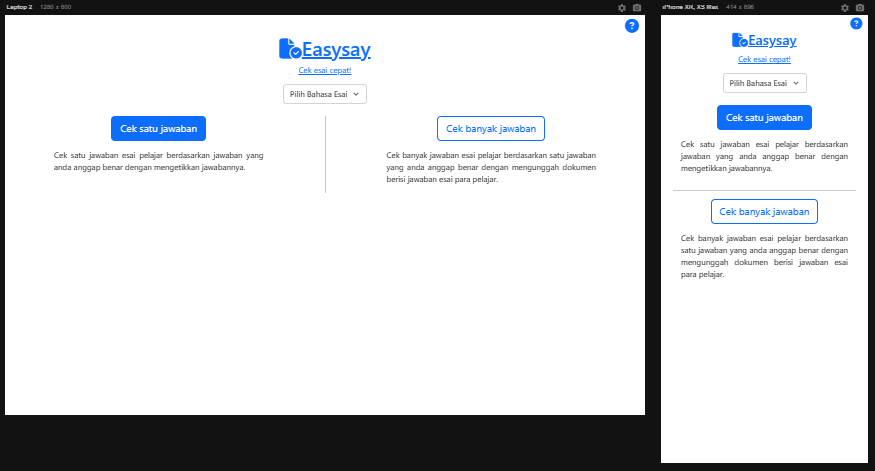 Laptop 2 1280 x 800
?
Easysay
Cek esai cepat!
Pilih Bahasa Esai
Cek satu jawaban
Cek satu jawaban esai pelajar berdasarkan jawaban yang
anda anggap benar dengan mengetikkan jawabannya.
Cek banyak jawaban
Cek banyak jawaban esai pelajar berdasarkan satu jawaban
yang anda anggap benar dengan mengunggah dokumen
berisi jawaban esai para pelajar.
XR, XS Max 414 x 896
?
Easysay
Cek esai cepat!
Pilih Bahasa Esai
Cek satu jawaban
Cek satu jawaban esai pelajar berdasarkan
jawaban yang anda anggap benar dengan
mengetikkan jawabannya.
Cek banyak jawaban
Cek banyak jawaban esai pelajar berdasarkan
satu jawaban yang anda anggap benar dengan
mengunggah dokumen berisi jawaban esai
para pelajar.